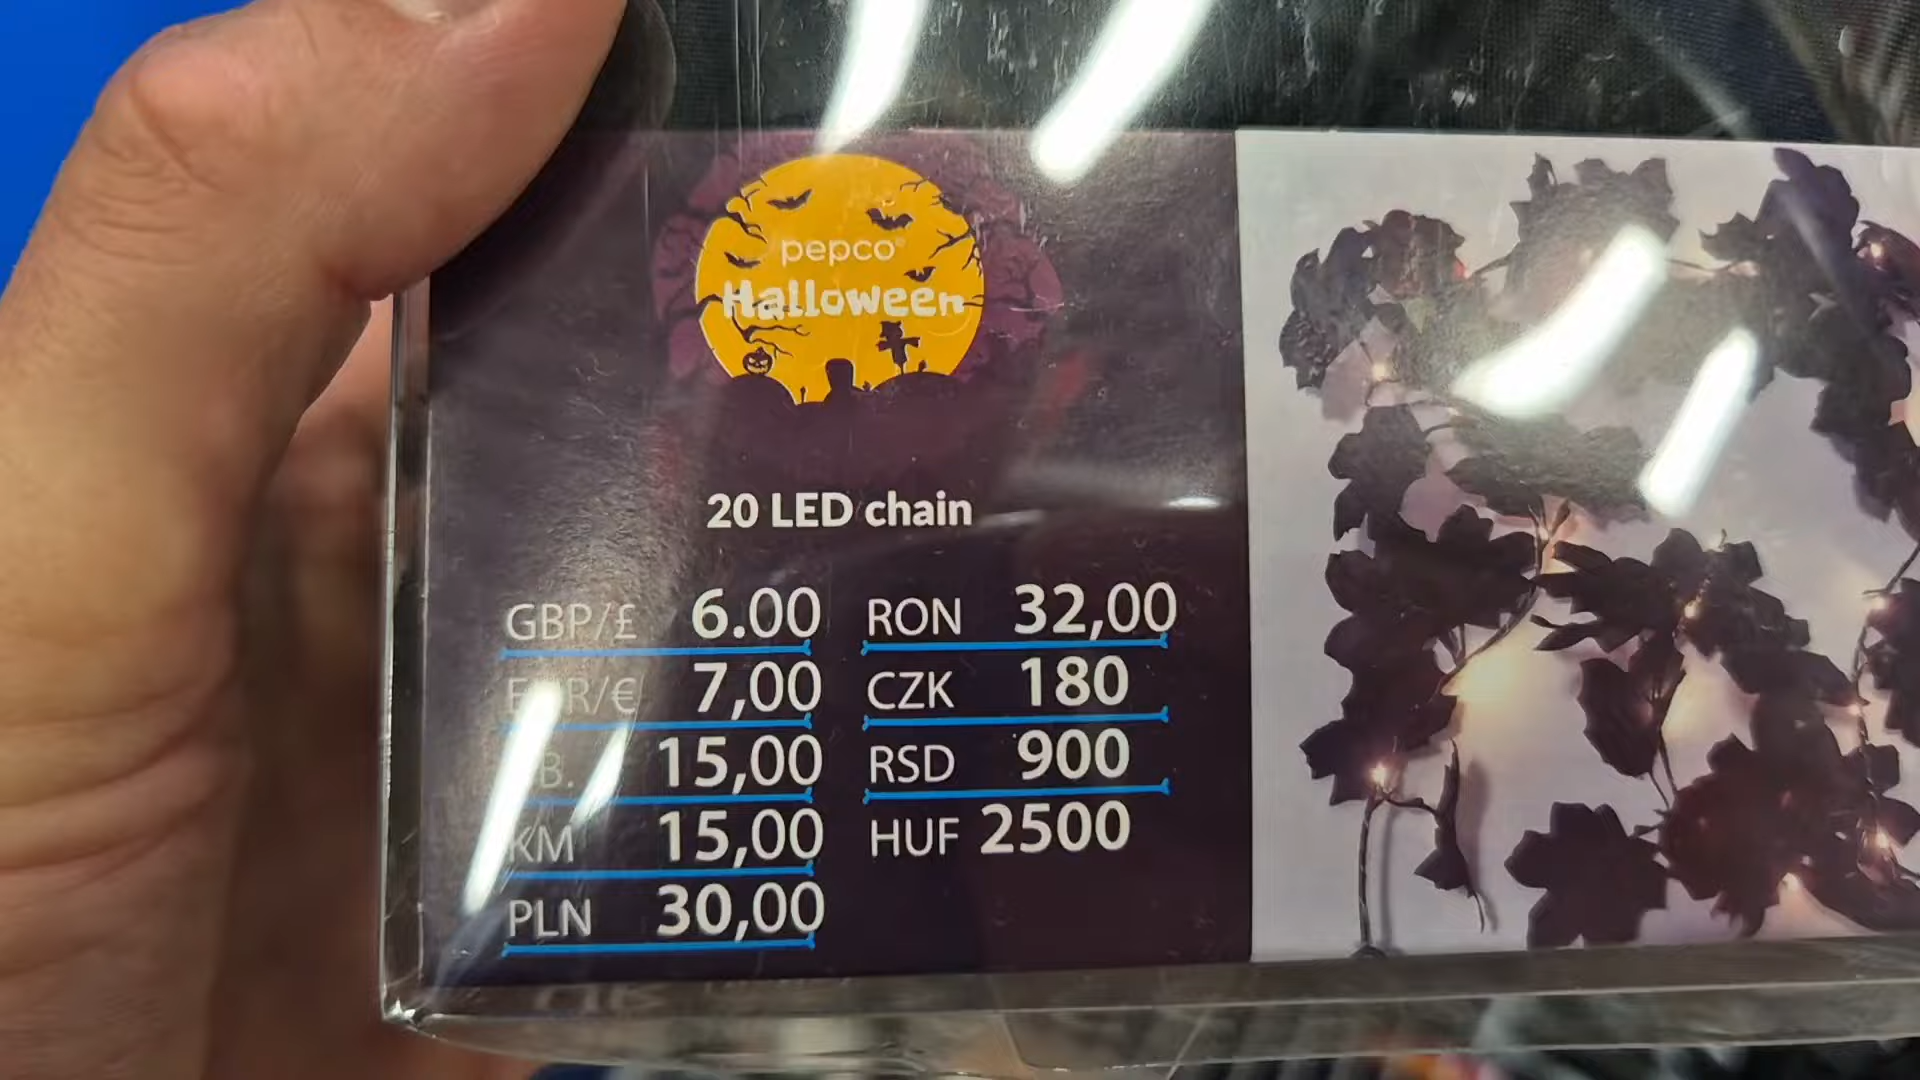 pepco®
Halloween
20 LED chain
GBP/£ 6.00
EUR/€ 7,00
15,00
KM 15,00
PLN 30,00
RON 32,00
CZK 180
RSD 900
HUF 2500